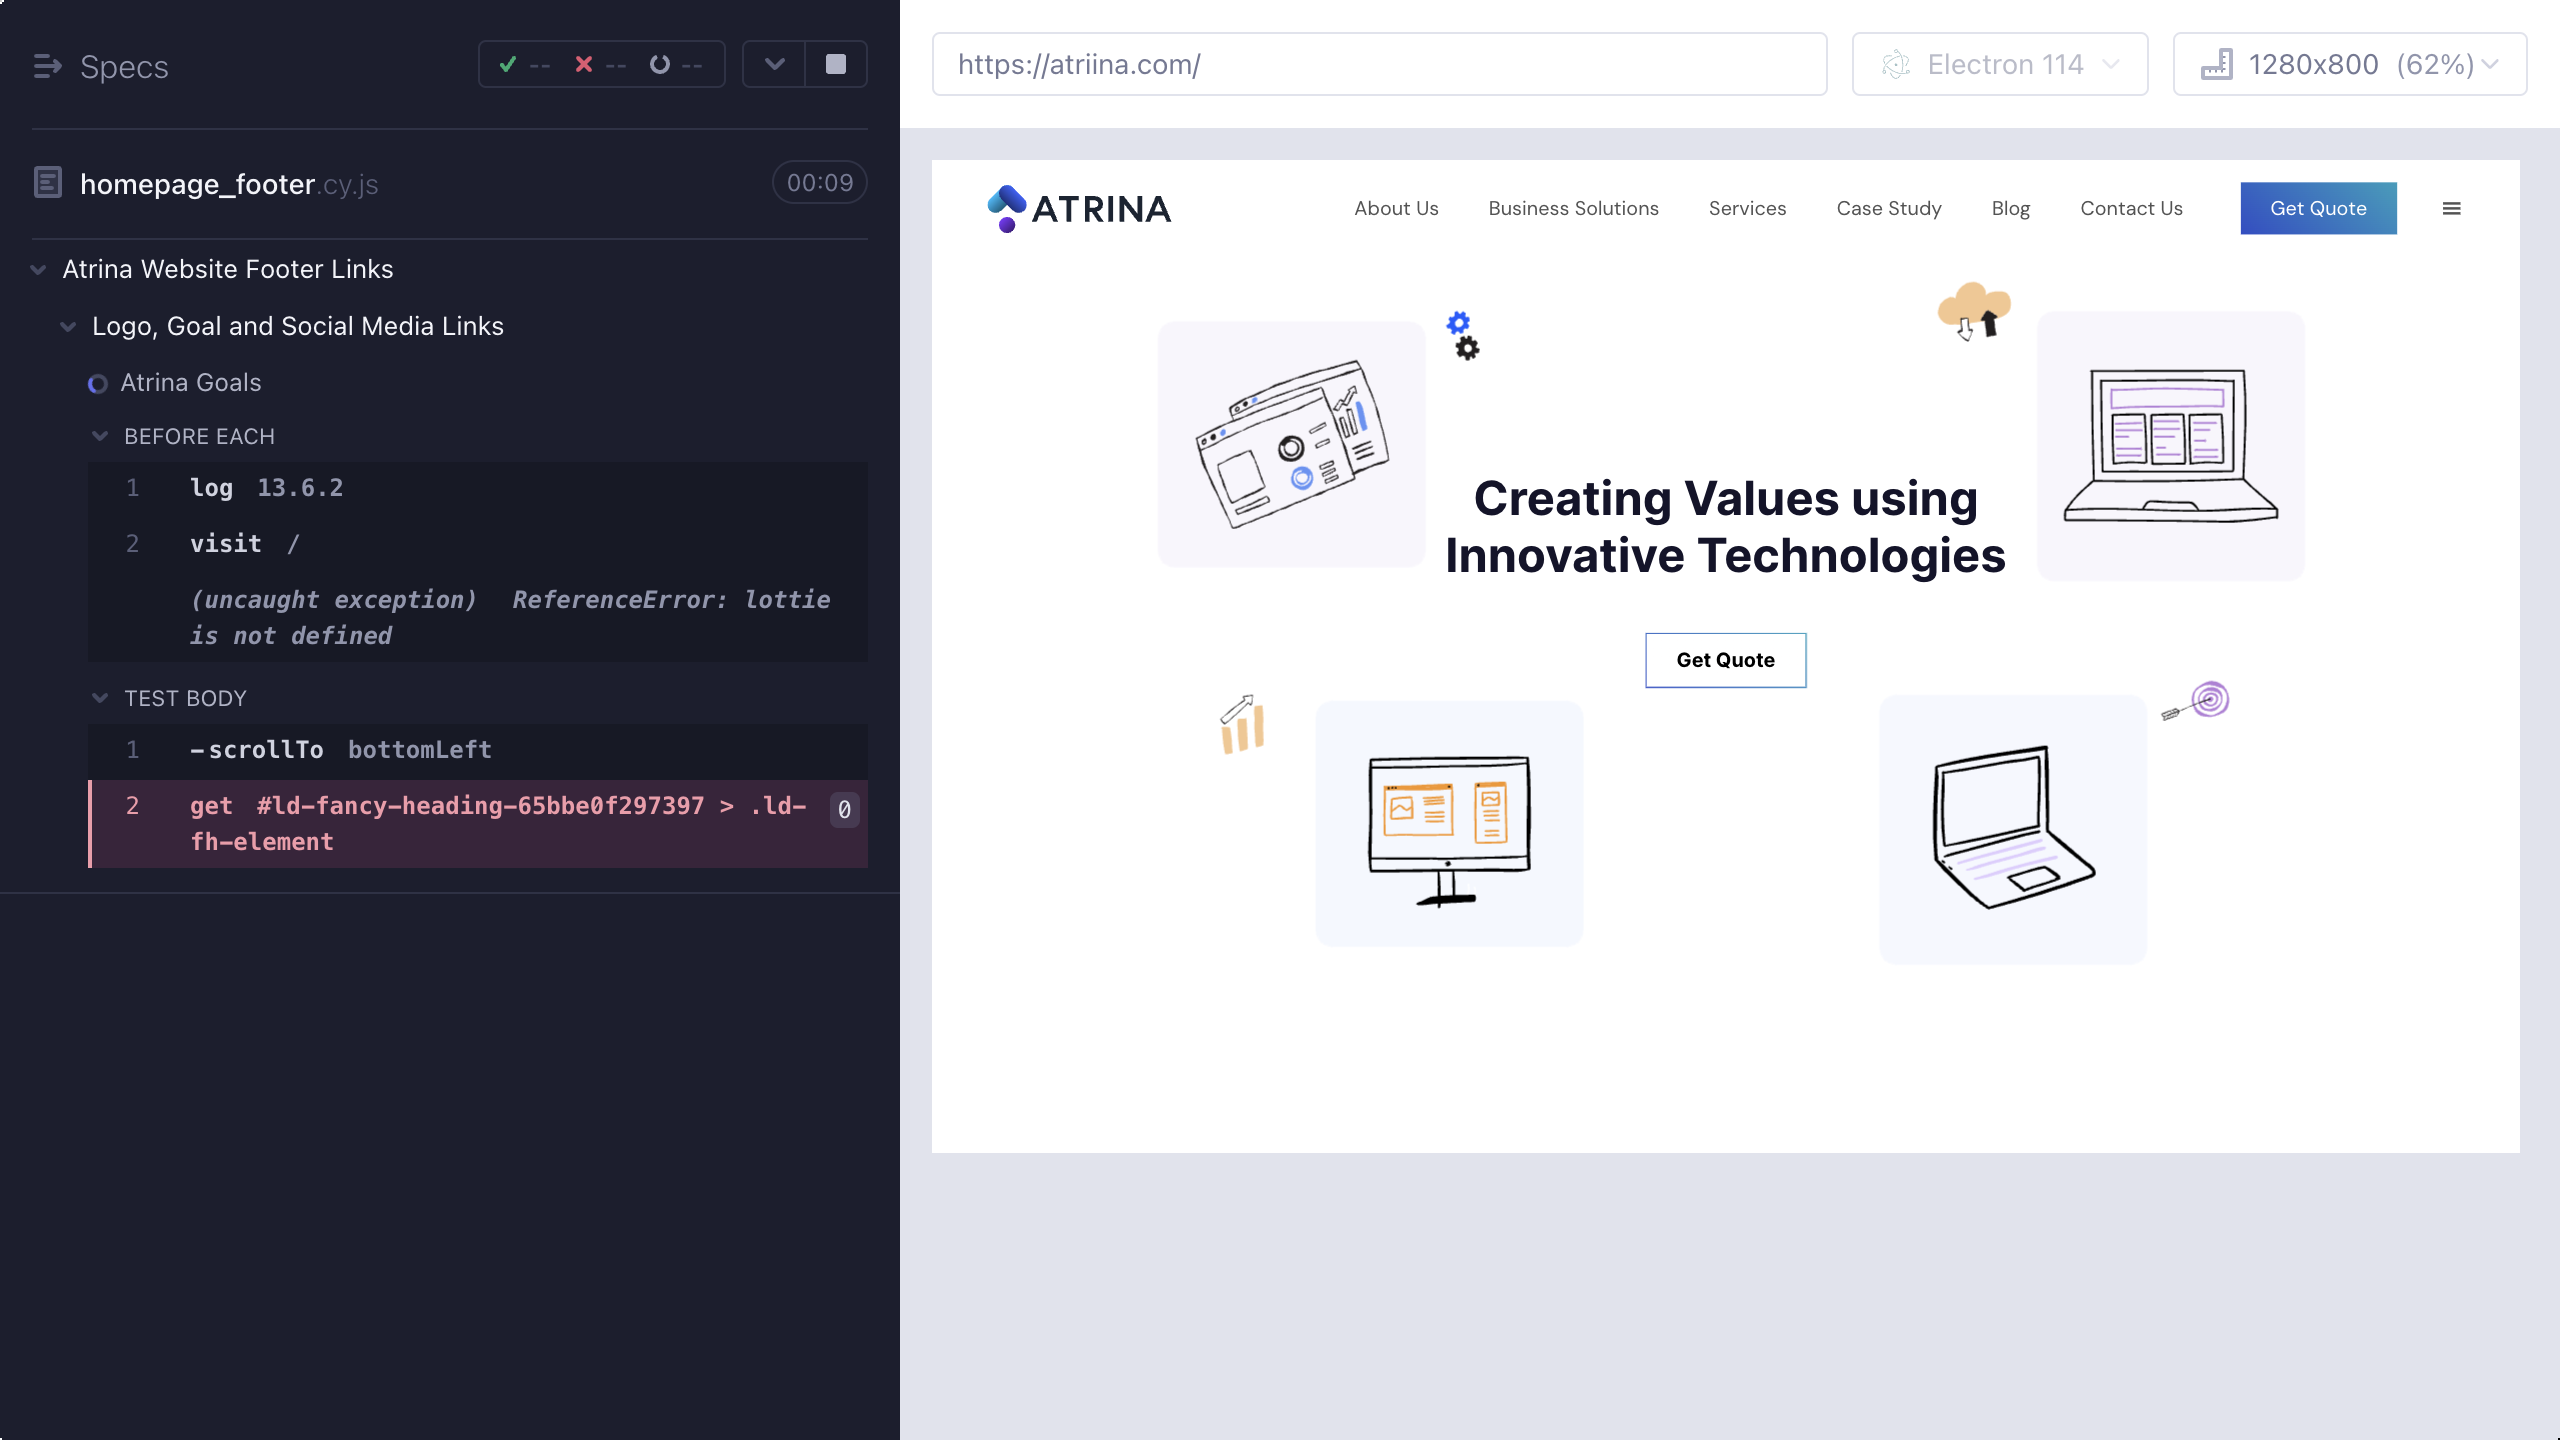 Specs
-- -- --
homepage_footer.cy.js 00:09
Atrina Website Footer Links
Logo, Goal and Social Media Links
Atrina Goals
BEFORE EACH
1 log 13.6.2
2 visit /
(uncaught exception) ReferenceError: lottie
is not defined
TEST BODY
1 -scrollTo bottomLeft
2 get #ld-fancy-heading-65bbe0f297397 > .ld- 0
fh-element
https://atriina.com/ Electron 114 1280x800 (62%)
ATRINA About Us Business Solutions Services Case Study Blog Contact Us Get Quote
Creating Values using
Innovative Technologies
Get Quote